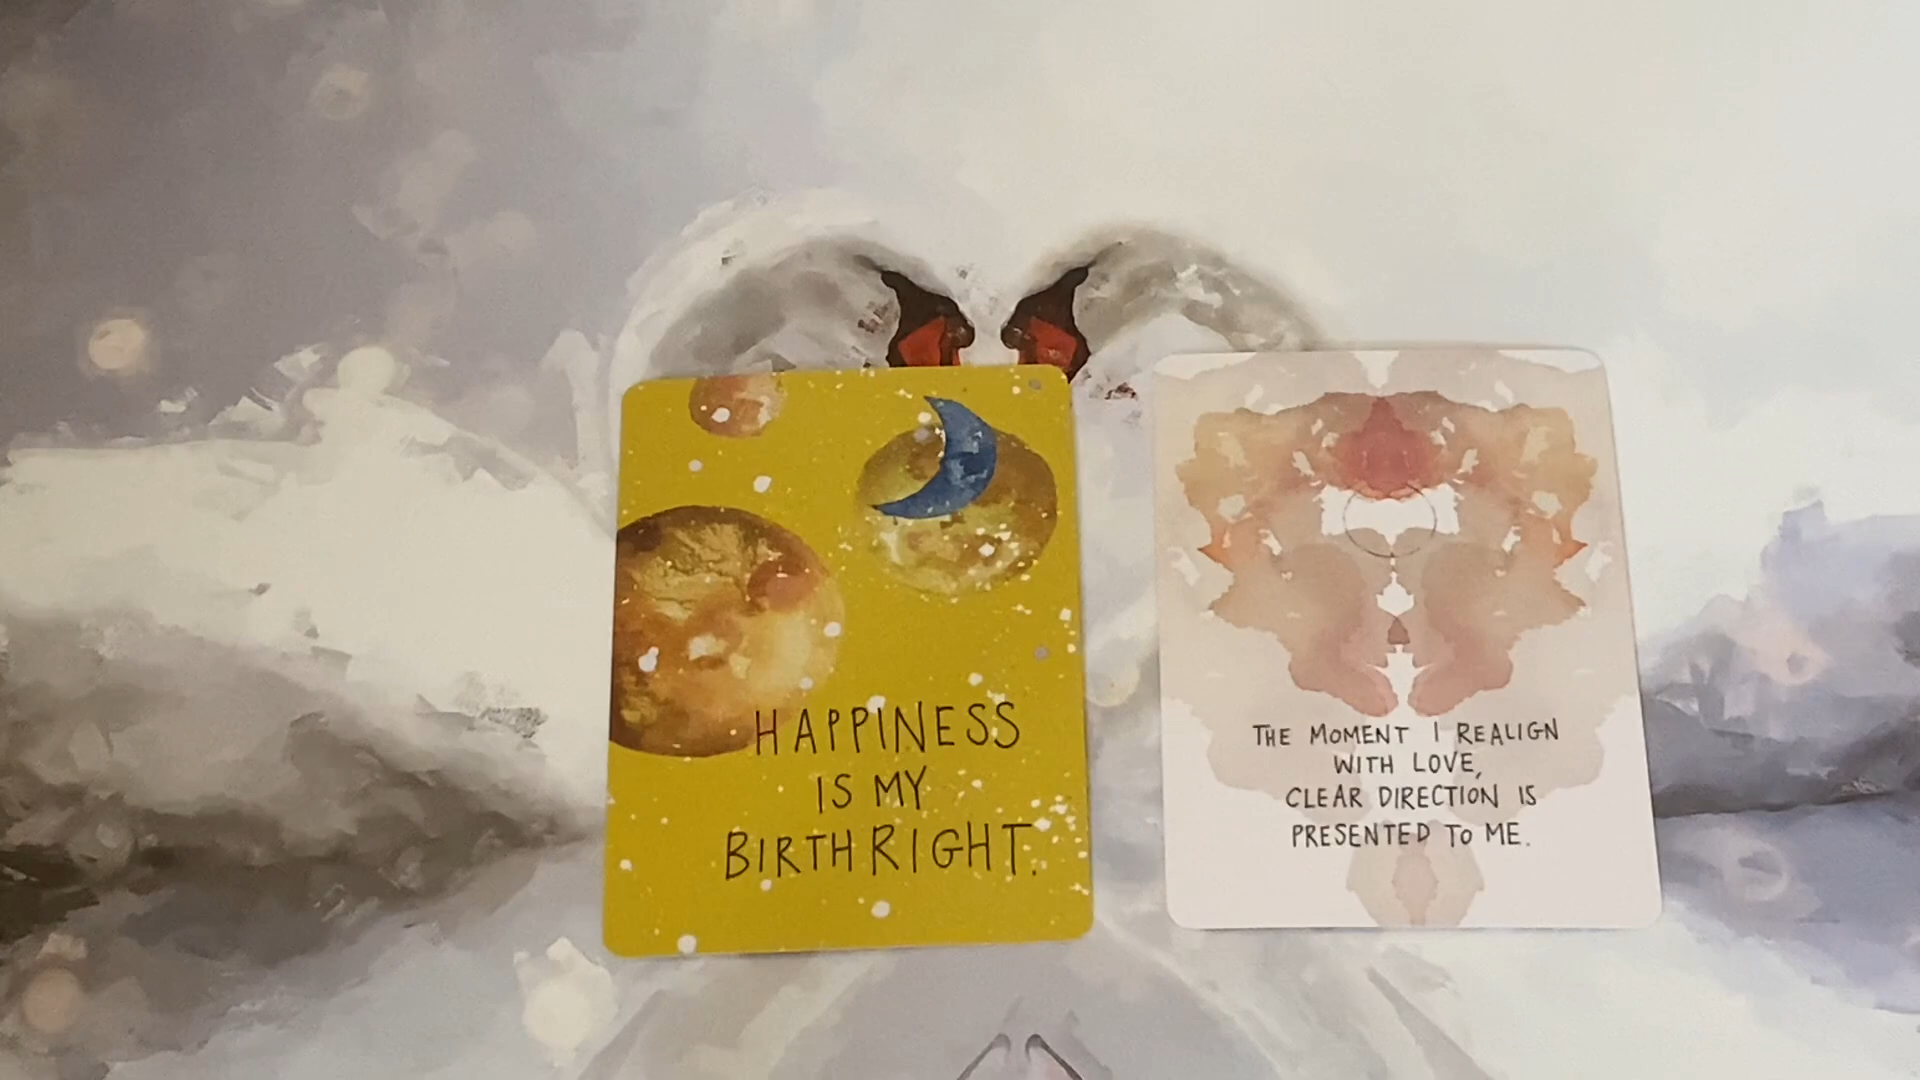 HAPPINESS
IS MY
BIRTHRIGHT.
THE MOMENT I REALIGN
WITH LOVE,
CLEAR DIRECTION IS
PRESENTED TO ME.